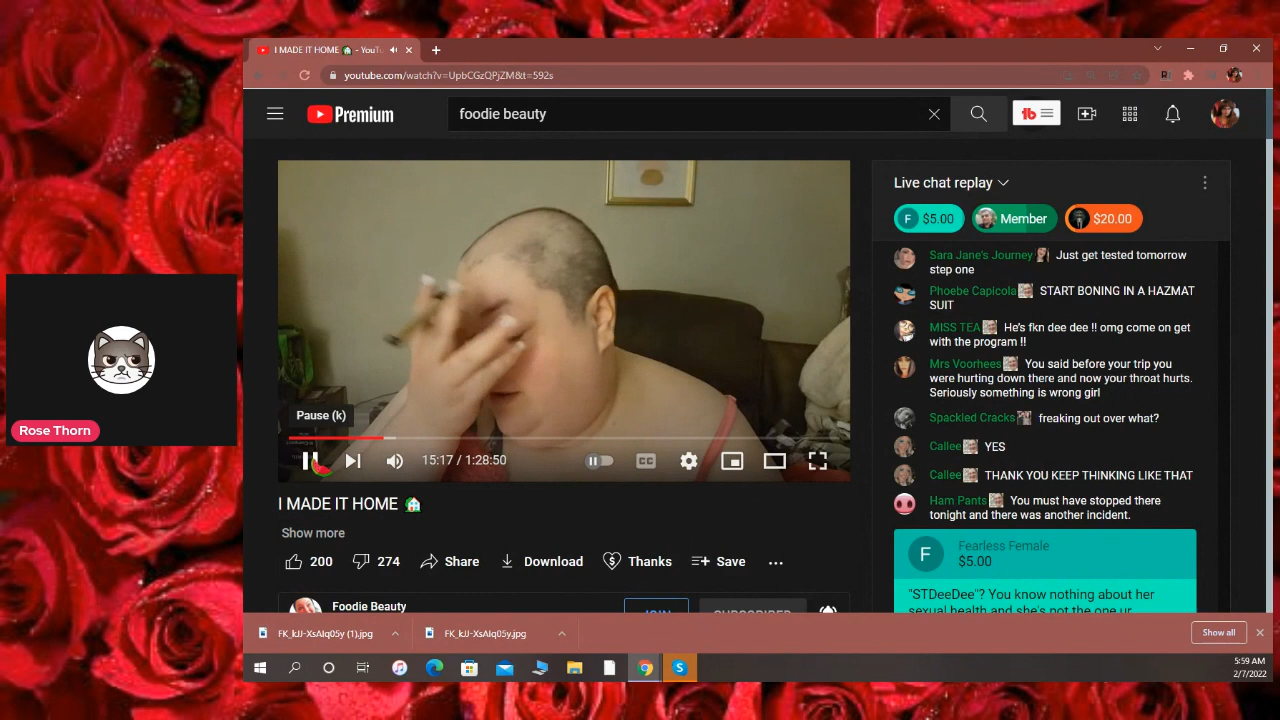 I MADE IT HOME 🏠 - YouTu
youtube.com/watch?v=UpbCGzQPjZM&t=592s
Premium
foodie beauty
Live chat replay
F $5.00
Member
$20.00
Sara Jane's Journey Just get tested tomorrow
step one
Phoebe Capicola START BONING IN A HAZMAT
SUIT
MISS TEA He's fkn dee dee !! omg come on get
with the program !!
Mrs Voorhees You said before your trip you
were hurting down there and now your throat hurts.
Seriously something is wrong girl
Spackled Cracks freaking out over what?
Callee YES
Callee THANK YOU KEEP THINKING LIKE THAT
Ham Pants You must have stopped there
tonight and there was another incident.
F
Fearless Female
$5.00
"STDeeDee"? You know nothing about her
sexual health and she's not the one ur
Rose Thorn
Pause (k)
15:17 / 1:28:50
CC
I MADE IT HOME 🏠
Show more
200
274
Share
Download
Thanks
Save
Foodie Beauty
JOIN
SUBSCRIBED
FK_kJJ-XsAIq05y (1).jpg
FK_kJJ-XsAIq05y.jpg
Show all
5:59 AM
2/7/2022